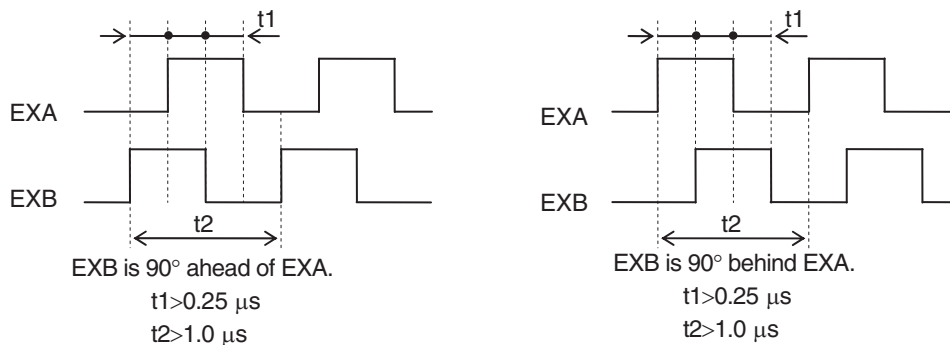 t1
EXA
EXB
t2
EXB is 90° ahead of EXA.
t1>0.25 μs
t2>1.0 μs
t1
EXA
EXB
t2
EXB is 90° behind EXA.
t1>0.25 μs
t2>1.0 μs